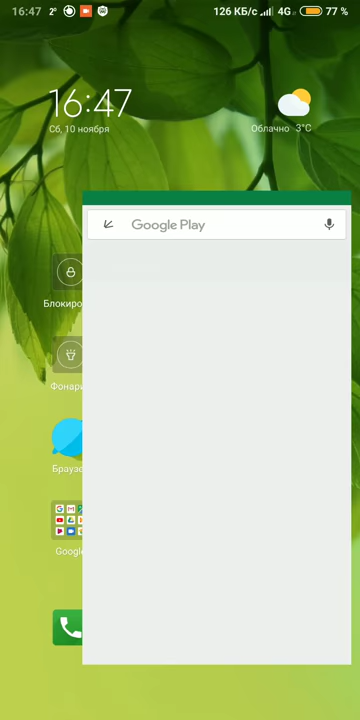 16:47 2° 126 КБ/с 4G 77 %
16:47
Сб, 10 ноября
Облачно 3°C
Google Play
Блокиро
Фонари
Браузе
Google